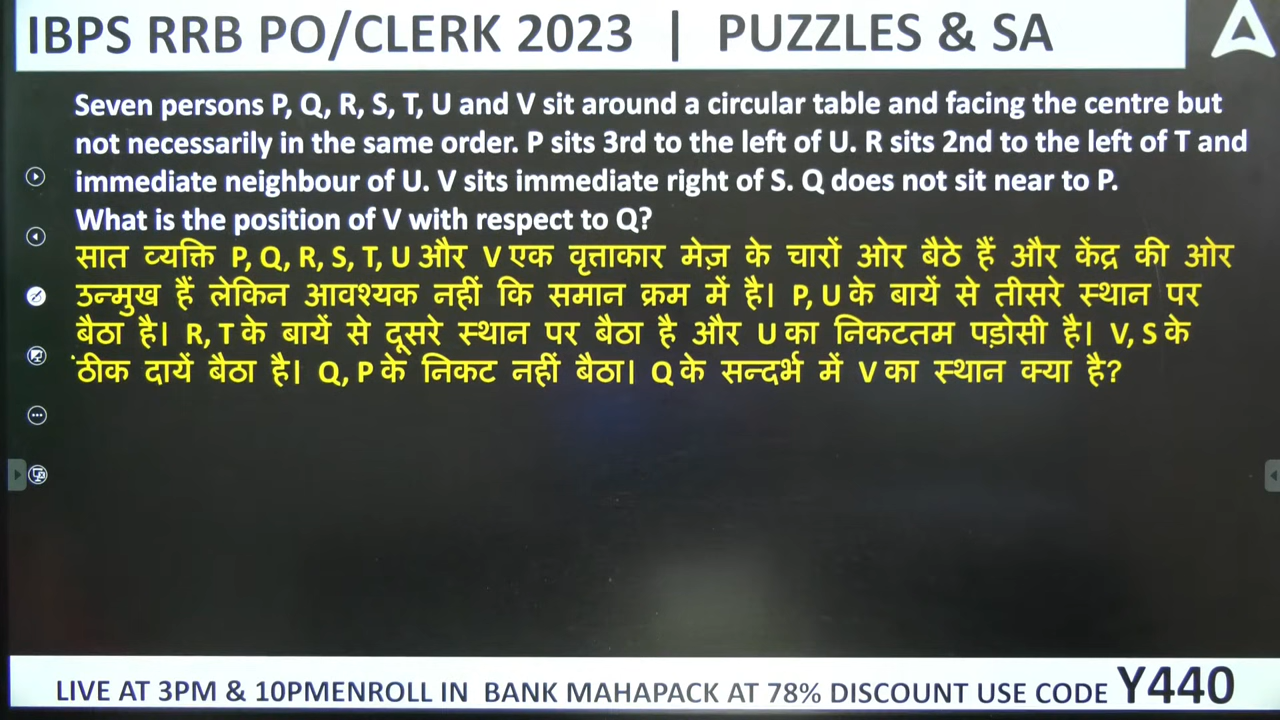 IBPS RRB PO/CLERK 2023 | PUZZLES & SA
Seven persons P, Q, R, S, T, U and V sit around a circular table and facing the centre but
not necessarily in the same order. P sits 3rd to the left of U. R sits 2nd to the left of T and
immediate neighbour of U. V sits immediate right of S. Q does not sit near to P.
What is the position of V with respect to Q?
सात व्यक्ति P, Q, R, S, T, U और V एक वृत्ताकार मेज़ के चारों ओर बैठे हैं और केंद्र की ओर
उन्मुख हैं लेकिन आवश्यक नहीं कि समान क्रम में है। P, U के बायें से तीसरे स्थान पर
बैठा है। R, T के बायें से दूसरे स्थान पर बैठा है और U का निकटतम पड़ोसी है। V, S के
ठीक दायें बैठा है। Q, P के निकट नहीं बैठा। Q के सन्दर्भ में V का स्थान क्या है?
LIVE AT 3PM & 10PMENROLL IN BANK MAHAPACK AT 78% DISCOUNT USE CODE Y440